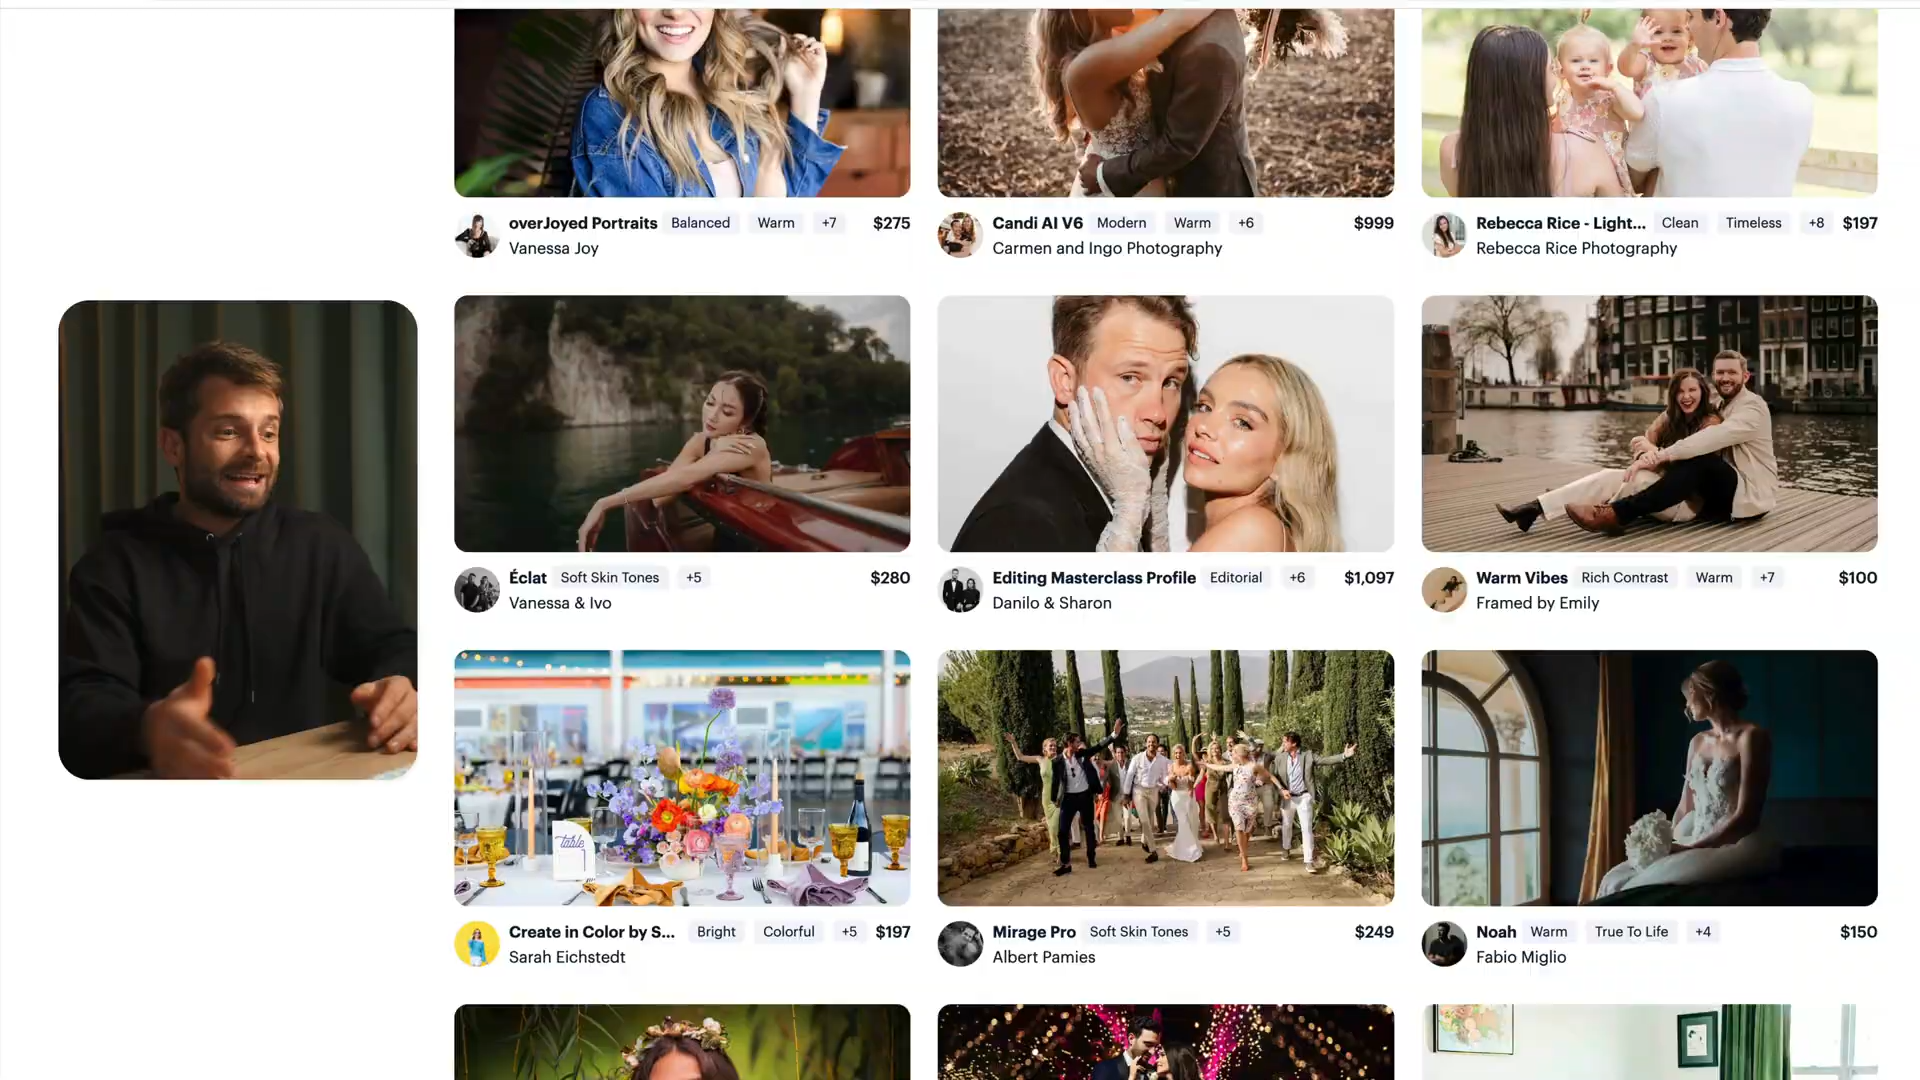 overJoyed Portraits Balanced Warm +7 $275
Vanessa Joy
Candi AI V6 Modern Warm +6 $999
Carmen and Ingo Photography
Rebecca Rice - Light... Clean Timeless +8 $197
Rebecca Rice Photography
Éclat Soft Skin Tones +5 $280
Vanessa & Ivo
Editing Masterclass Profile Editorial +6 $1,097
Danilo & Sharon
Warm Vibes Rich Contrast Warm +7 $100
Framed by Emily
table
1
Create in Color by S... Bright Colorful +5 $197
Sarah Eichstedt
Mirage Pro Soft Skin Tones +5 $249
Albert Pamies
Noah Warm True To Life +4 $150
Fabio Miglio